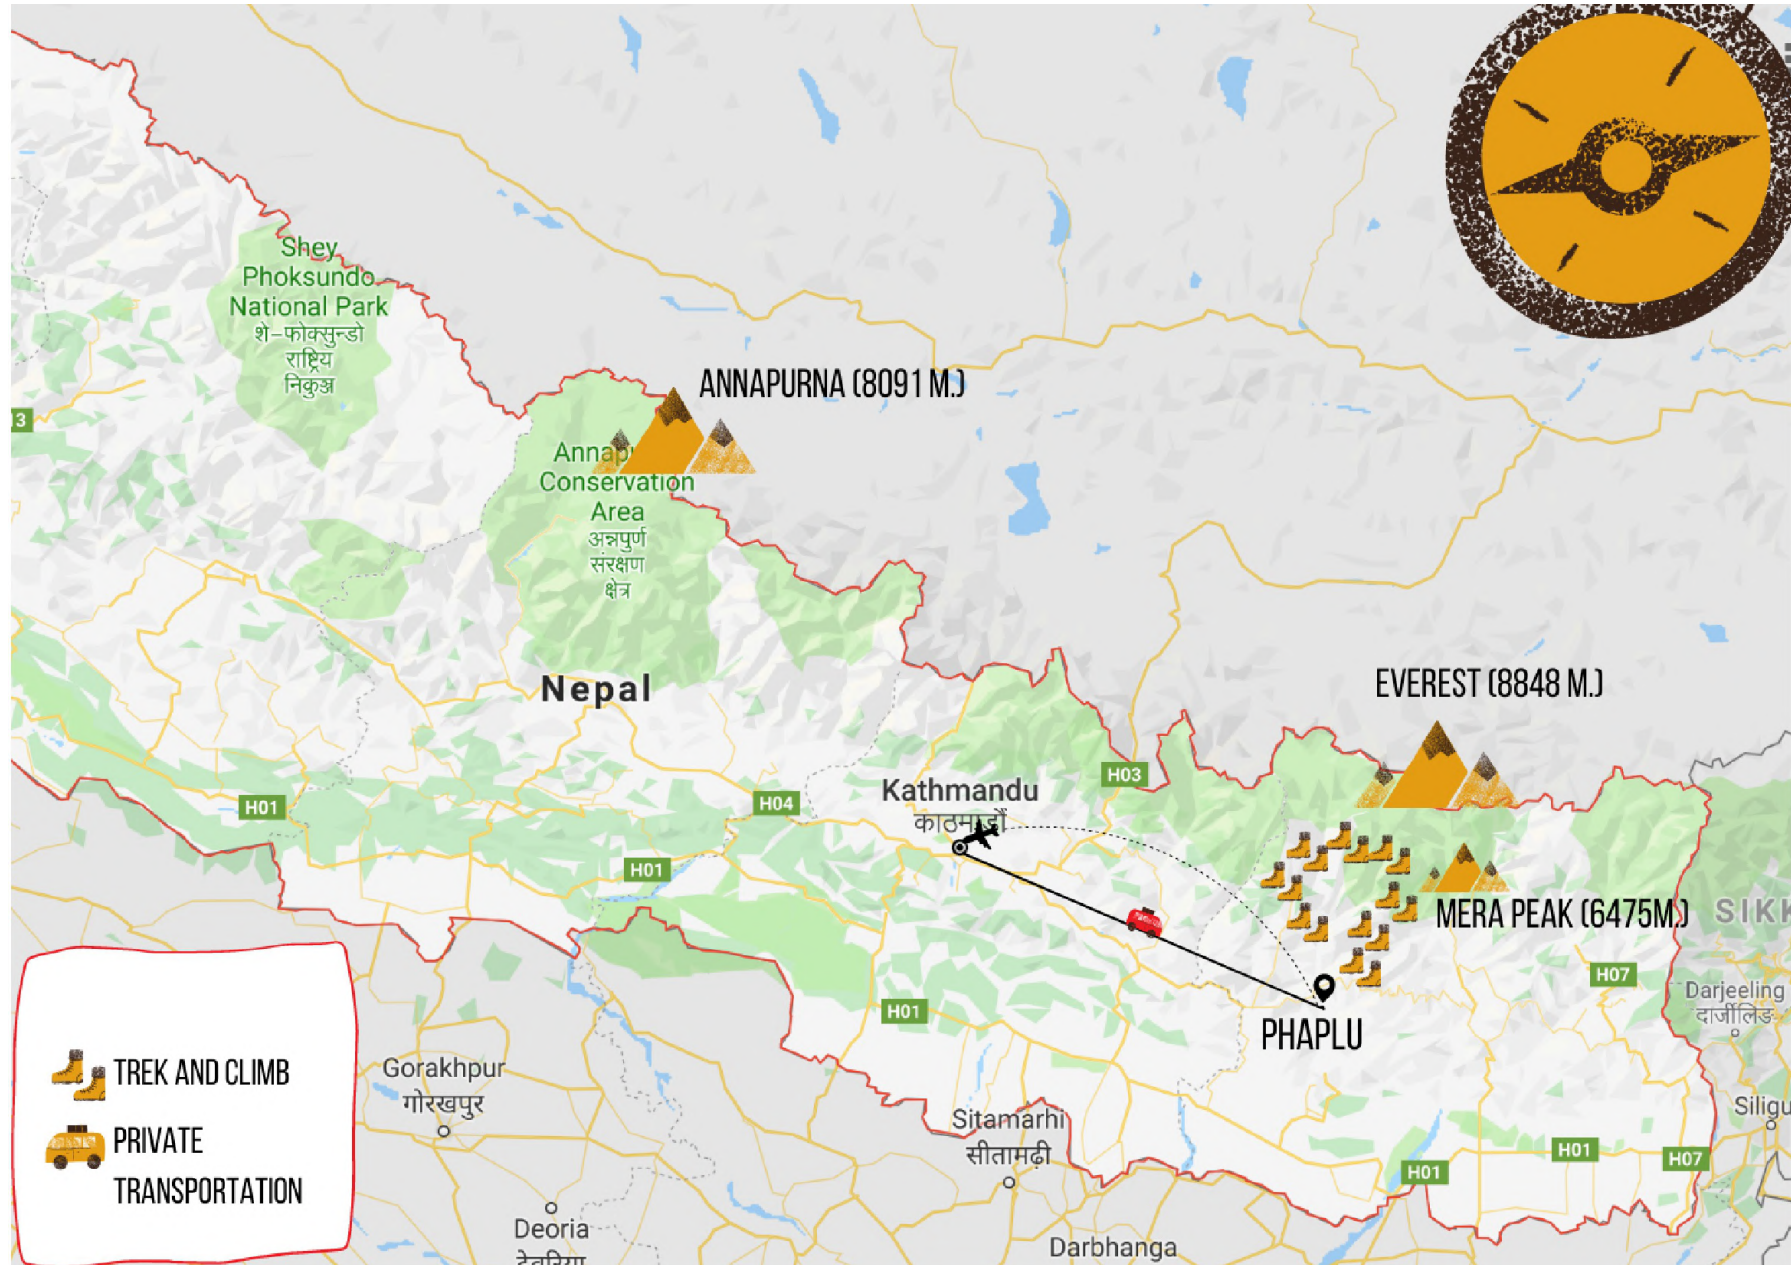 Shey
Phoksundo
National Park
शे–फोक्सुन्डो
राष्ट्रिय
निकुञ्ज
3
ANNAPURNA (8091 M.)
Conservation
Area
अन्नपुर्ण
संरक्षण
क्षेत्र
Nepal
EVEREST (8848 M.)
Kathmandu
काठमाडौं
H03
H01
H04
H01
MERA PEAK (6475M.)
H07
H01
PHAPLU
Darjeeling
दार्जीलिङ
TREK AND CLIMB
PRIVATE
TRANSPORTATION
Gorakhpur
गोरखपुर
Sitamarhi
सीतामढ़ी
H01
H01
H07
Deoria
Darbhanga